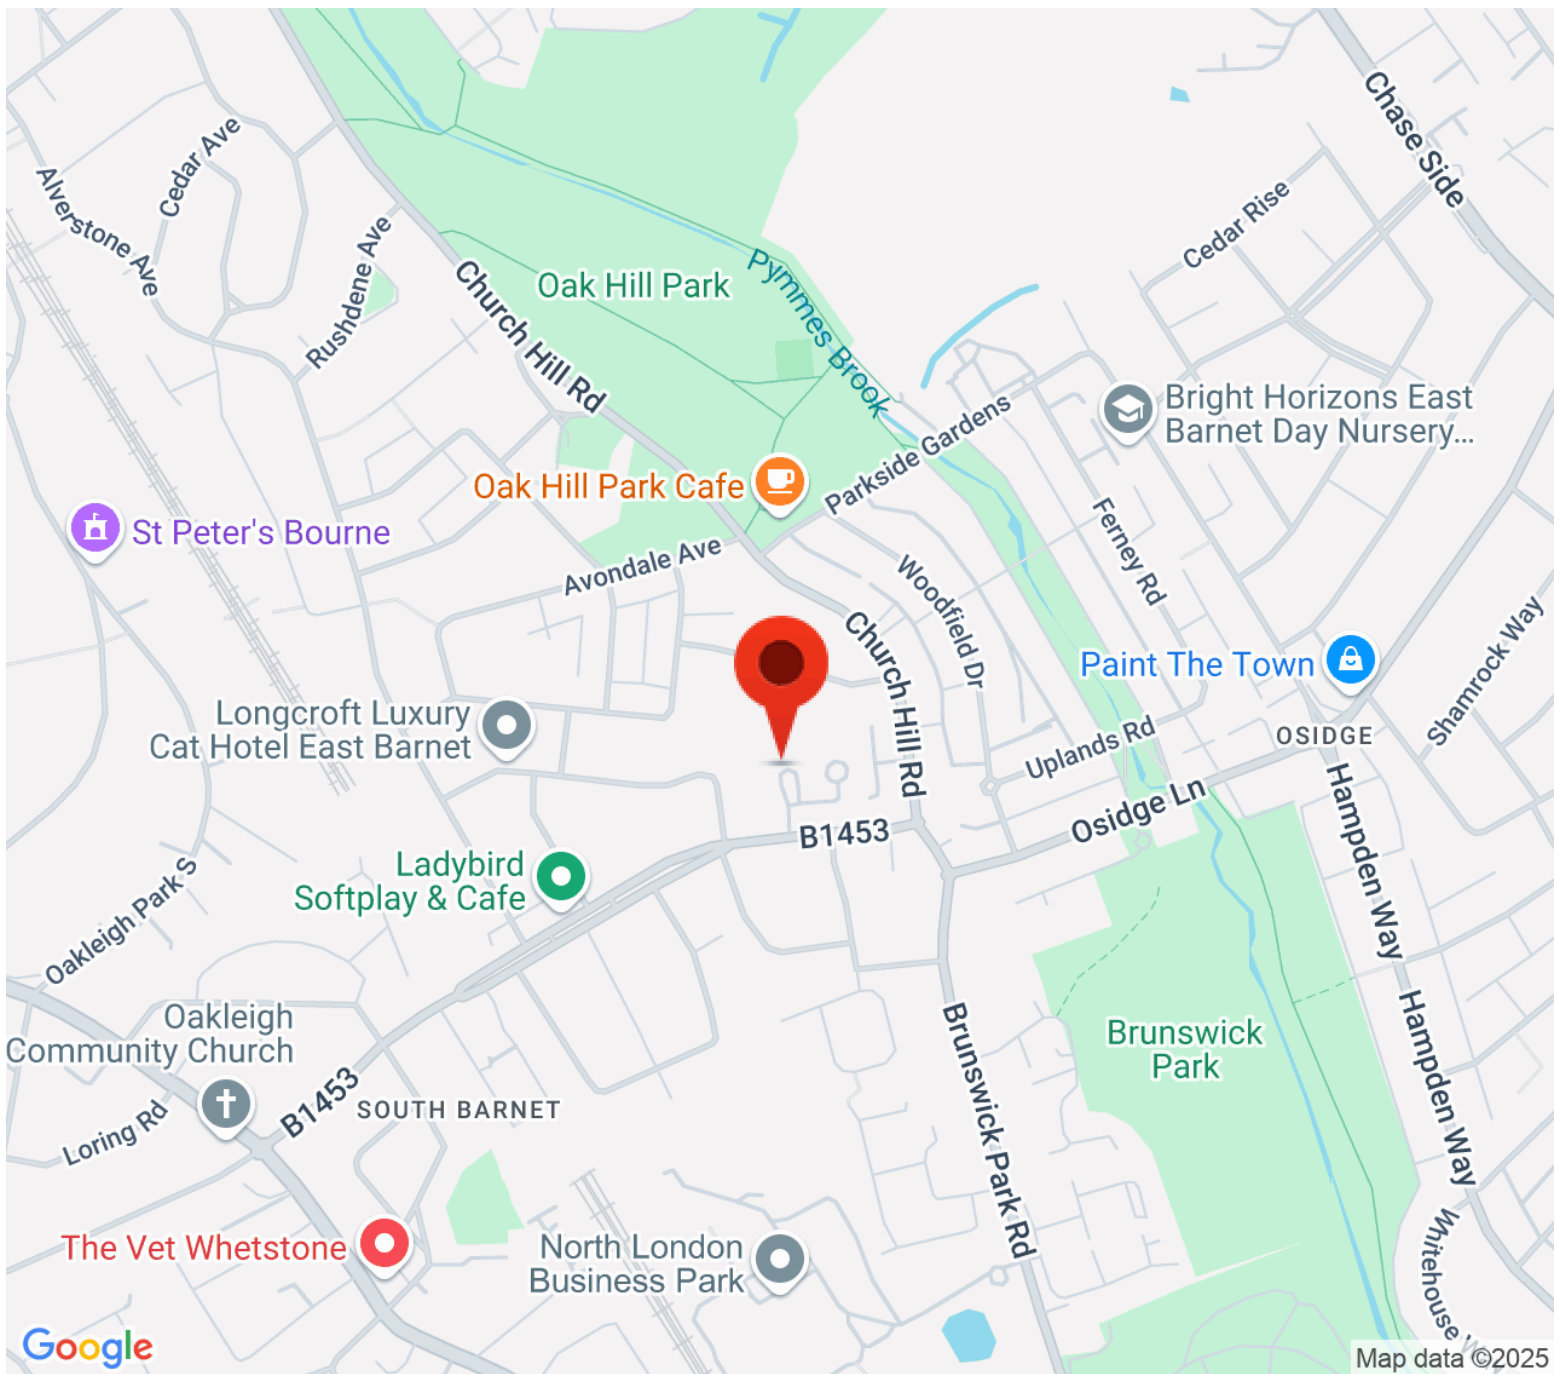 Chase Side
Cedar Ave
Alverstone Ave
Cedar Rise
Rushdene Ave
Church Hill Rd
Oak Hill Park
Pymmes Brook
Bright Horizons East
Barnet Day Nursery...
Parkside Gardens
Oak Hill Park Cafe
St Peter's Bourne
Ferney Rd
Avondale Ave
Woodfield Dr
Church Hill Rd
Shamrock Way
Paint The Town
Longcroft Luxury
Cat Hotel East Barnet
Uplands Rd
OSIDGE
Osidge Ln
Hampden Way
B1453
Ladybird
Softplay & Cafe
Oakleigh Park S
Oakleigh
Community Church
Brunswick
Park
Hampden Way
Brunswick Park Rd
B1453
SOUTH BARNET
Loring Rd
The Vet Whetstone
North London
Business Park
Whitehouse
Google
Map data ©2025